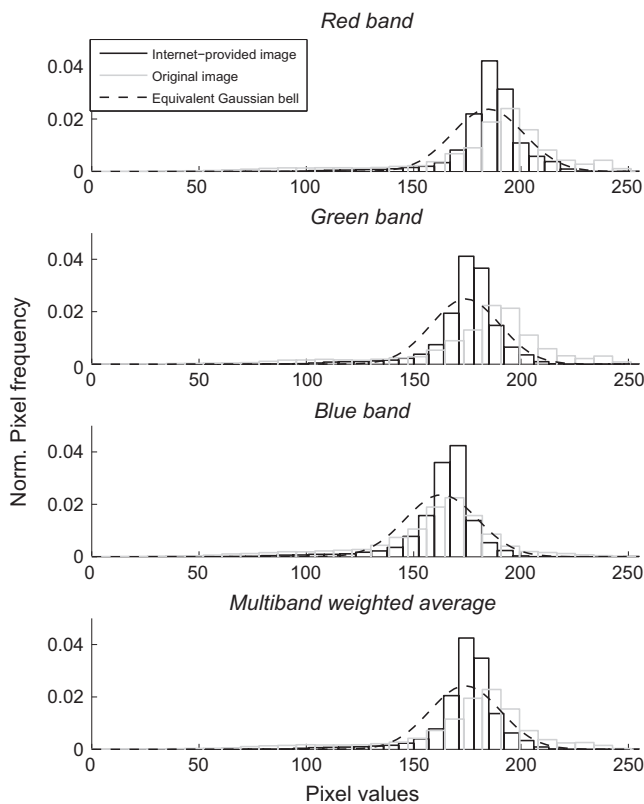 Red band
Internet−provided image
Original image
Equivalent Gaussian bell
0.04
0.02
0
0 50 100 150 200 250
Green band
0.04
0.02
0
0 50 100 150 200 250
Blue band
0.04
0.02
0
0 50 100 150 200 250
Multiband weighted average
0.04
0.02
0
0 50 100 150 200 250
Norm. Pixel frequency
Pixel values